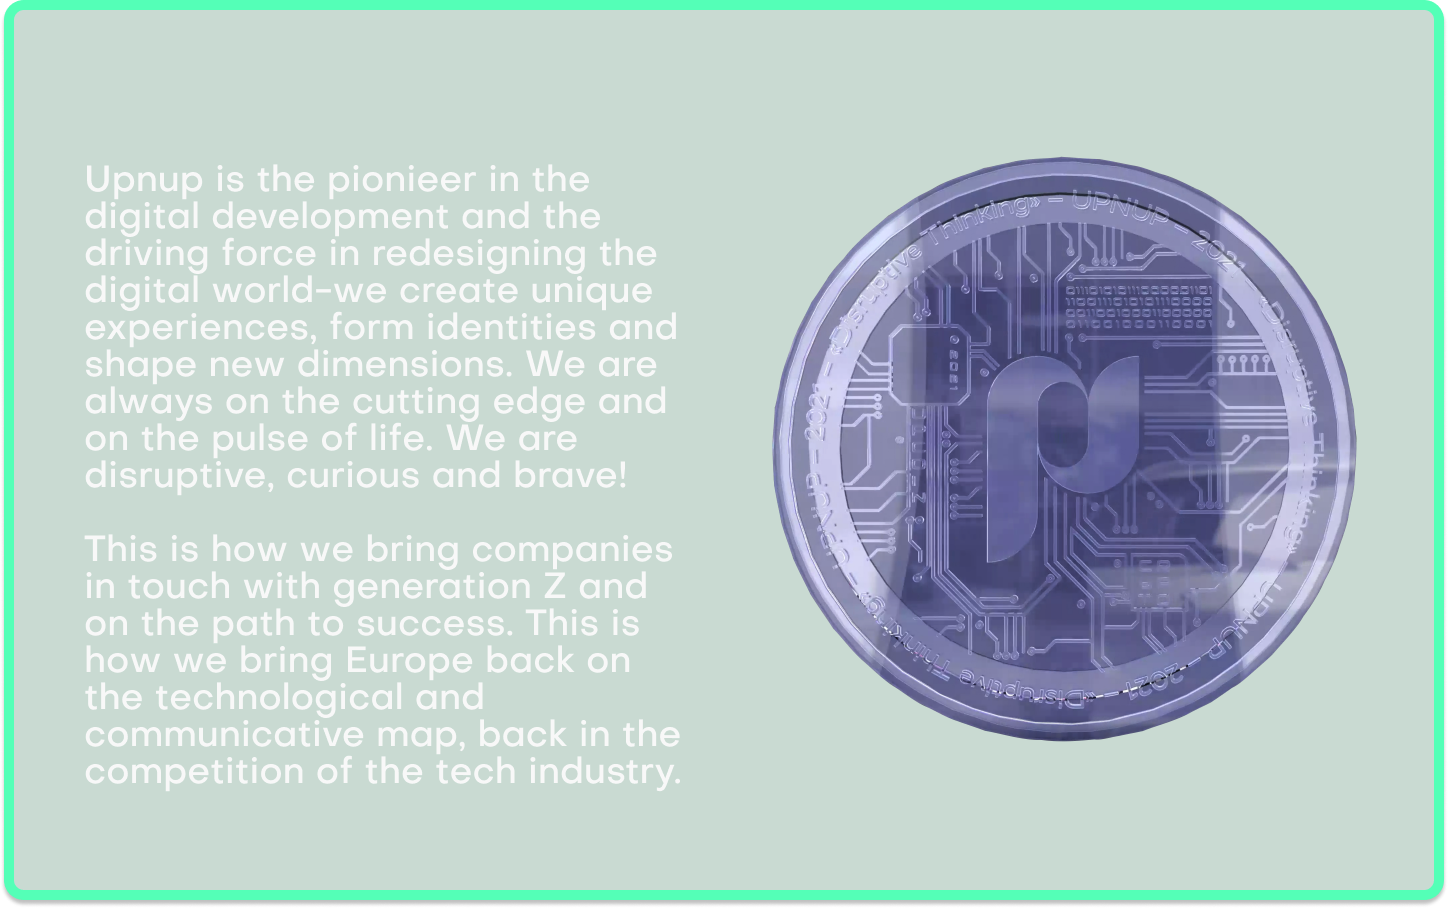 Upnup is the pionieer in the
digital development and the
driving force in redesigning the
digital world–we create unique
experiences, form identities and
shape new dimensions. We are
always on the cutting edge and
on the pulse of life. We are
disruptive, curious and brave!
This is how we bring companies
in touch with generation Z and
on the path to success. This is
how we bring Europe back on
the technological and
communicative map, back in the
competition of the tech industry.
UPNUP – 2021 – «Disruptive Thinking» – UPNUP – 2021 – «Disruptive Thinking» – UPNUP – 2021 – «Disruptive Thinking» –